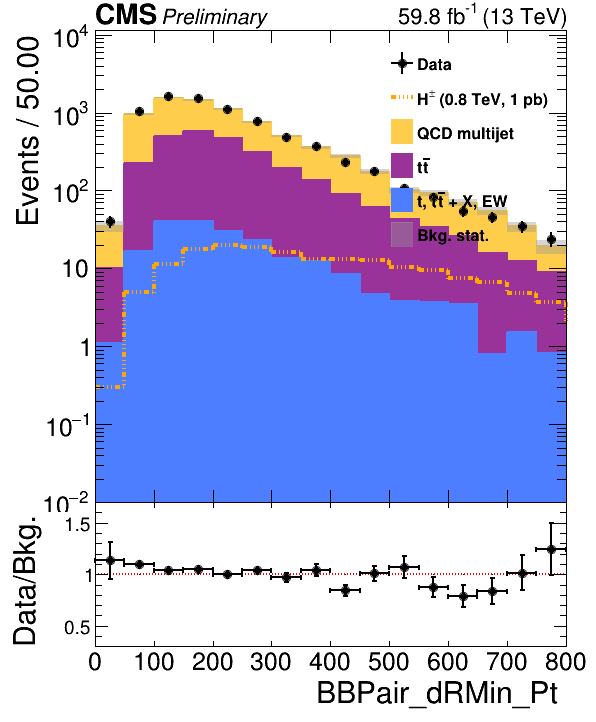 CMS Preliminary 59.8 fb⁻¹ (13 TeV)
10⁴
Events / 50.00
Data
H± (0.8 TeV, 1 pb)
10³
QCD multijet
tt̅
10²
t, tt̅ + X, EW
Bkg. stat.
10
1
10⁻¹
10⁻²
Data/Bkg.
1.5
1
0.5
0 100 200 300 400 500 600 700 800
BBPair_dRMin_Pt